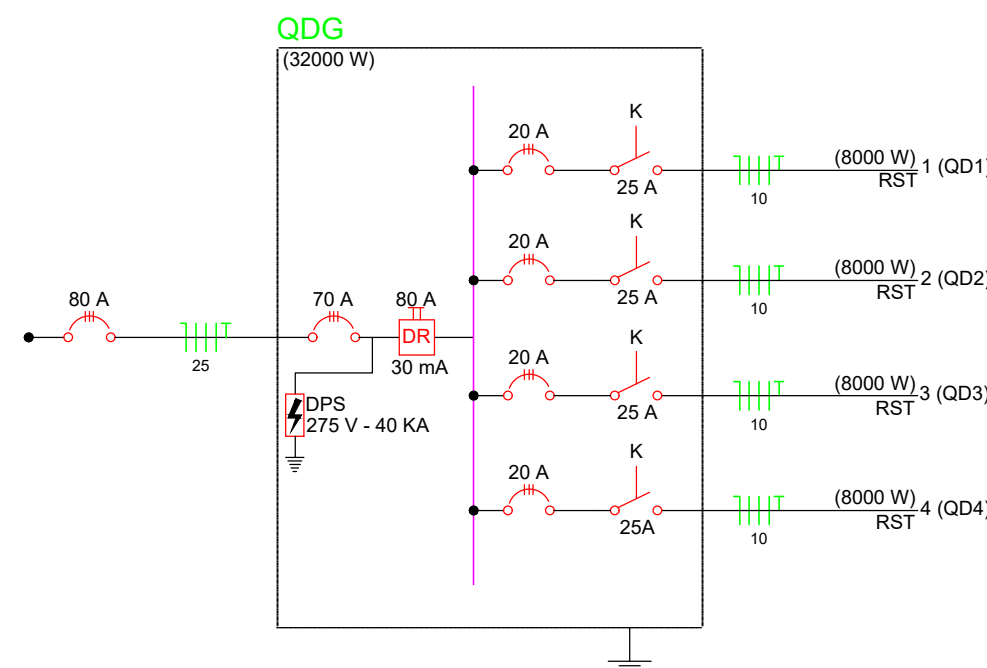 QDG
(32000 W)
80 A
25
70 A
80 A
DR
30 mA
DPS
275 V - 40 KA
20 A
K
25 A
10
(8000 W)
RST
1 (QD1)
20 A
K
25 A
10
(8000 W)
RST
2 (QD2)
20 A
K
25 A
10
(8000 W)
RST
3 (QD3)
20 A
K
25A
10
(8000 W)
RST
4 (QD4)